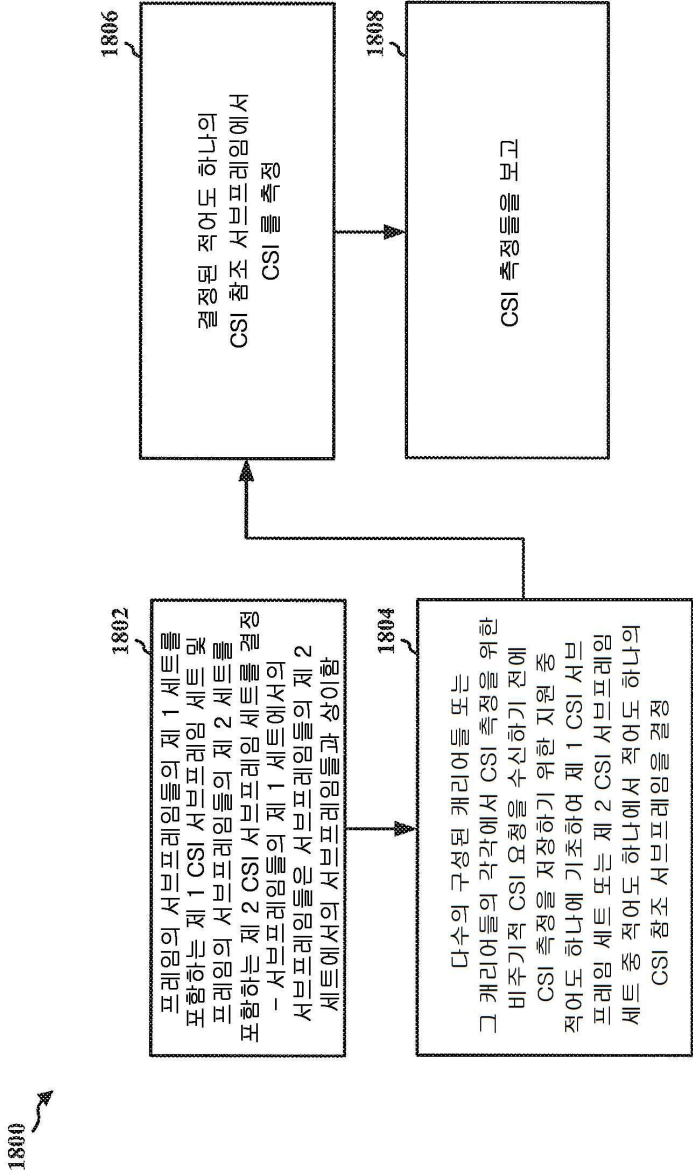 1800
1802
프레임의 서브프레임들의 제 1 세트를
포함하는 제 1 CSI 서브프레임 세트 및
프레임의 서브프레임들의 제 2 세트를
포함하는 제 2 CSI 서브프레임 세트를 결정
- 서브프레임들의 제 1 세트에서의
서브프레임들은 서브프레임들의 제 2
세트에서의 서브프레임들과 상이함
1804
다수의 구성된 캐리어들 또는
그 캐리어들의 각각에서 CSI 측정을 위한
비주기적 CSI 요청을 수신하기 전에
CSI 측정을 저장하기 위한 지원 중
적어도 하나에 기초하여 제 1 CSI 서브
프레임 세트 또는 제 2 CSI 서브프레임
세트 중 적어도 하나에서 적어도 하나의
CSI 참조 서브프레임을 결정
1806
결정된 적어도 하나의
CSI 참조 서브프레임에서
CSI 를 측정
1808
CSI 측정들을 보고